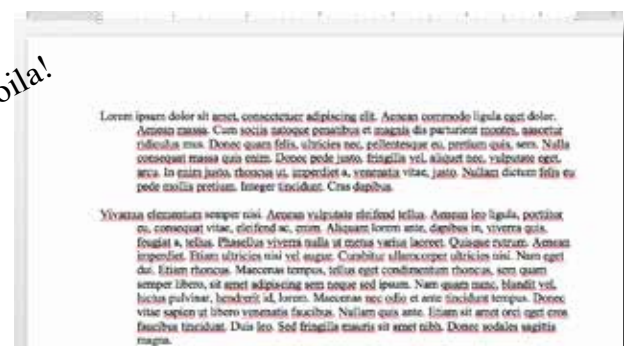 oila!
Lorem ipsum dolor sit amet, consectetuer adipiscing elit. Aenean commodo ligula eget dolor.
Aenean massa. Cum sociis natoque penatibus et magnis dis parturient montes, nascetur
ridiculus mus. Donec quam felis, ultricies nec, pellentesque eu, pretium quis, sem. Nulla
consequat massa quis enim. Donec pede justo, fringilla vel, aliquet nec, vulputate eget,
arcu. In enim justo, rhoncus ut, imperdiet a, venenatis vitae, justo. Nullam dictum felis eu
pede mollis pretium. Integer tincidunt. Cras dapibus.
Vivamus elementum semper nisi. Aenean vulputate eleifend tellus. Aenean leo ligula, porttitor
eu, consequat vitae, eleifend ac, enim. Aliquam lorem ante, dapibus in, viverra quis,
feugiat a, tellus. Phasellus viverra nulla ut metus varius laoreet. Quisque rutrum. Aenean
imperdiet. Etiam ultricies nisi vel augue. Curabitur ullamcorper ultricies nisi. Nam eget
dui. Etiam rhoncus. Maecenas tempus, tellus eget condimentum rhoncus, sem quam
semper libero, sit amet adipiscing sem neque sed ipsum. Nam quam nunc, blandit vel,
luctus pulvinar, hendrerit id, lorem. Maecenas nec odio et ante tincidunt tempus. Donec
vitae sapien ut libero venenatis faucibus. Nullam quis ante. Etiam sit amet orci eget eros
faucibus tincidunt. Duis leo. Sed fringilla mauris sit amet nibh. Donec sodales sagittis
magna.